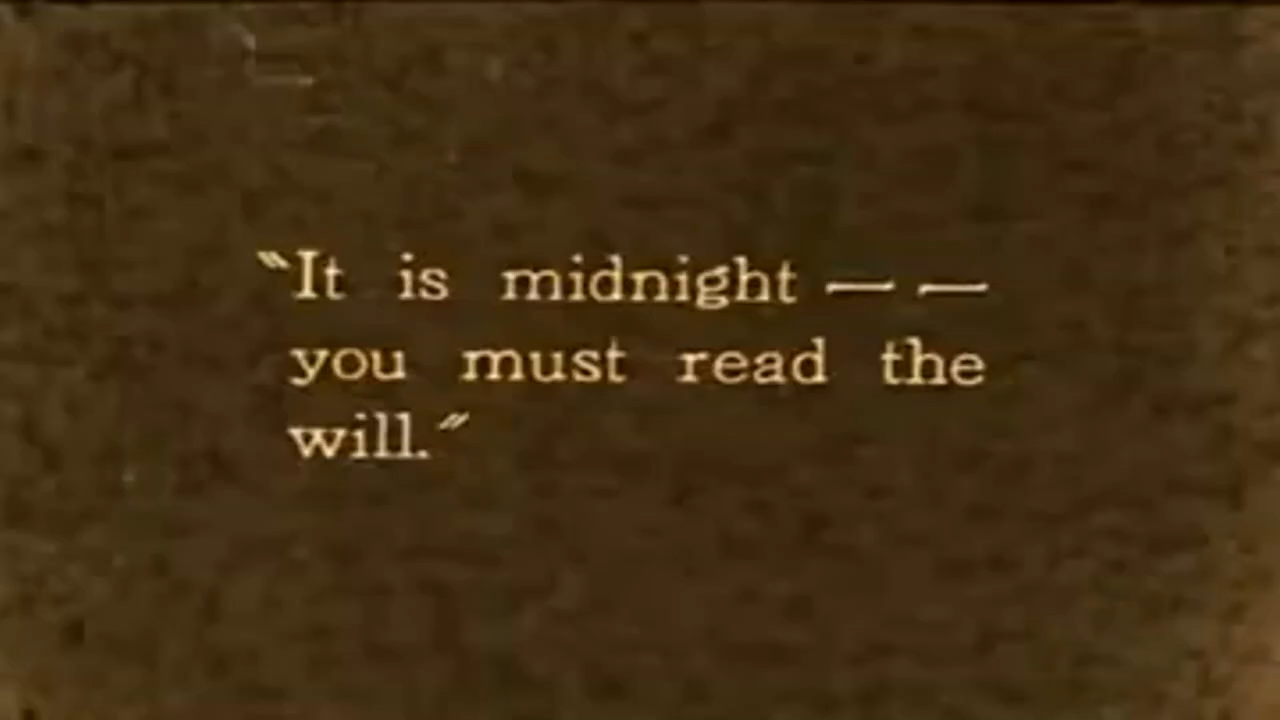 "It is midnight — —
you must read the
will."